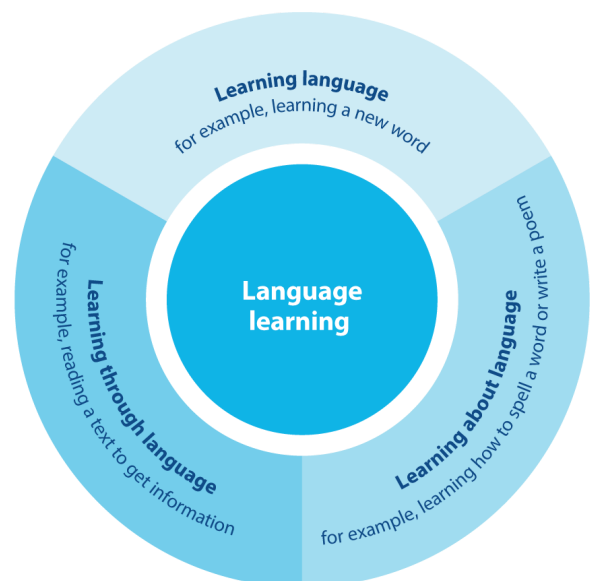 Learning language
for example, learning a new word
Language
learning
Learning through language
for example, reading a text to get information
Learning about language
for example, learning how to spell a word or write a poem